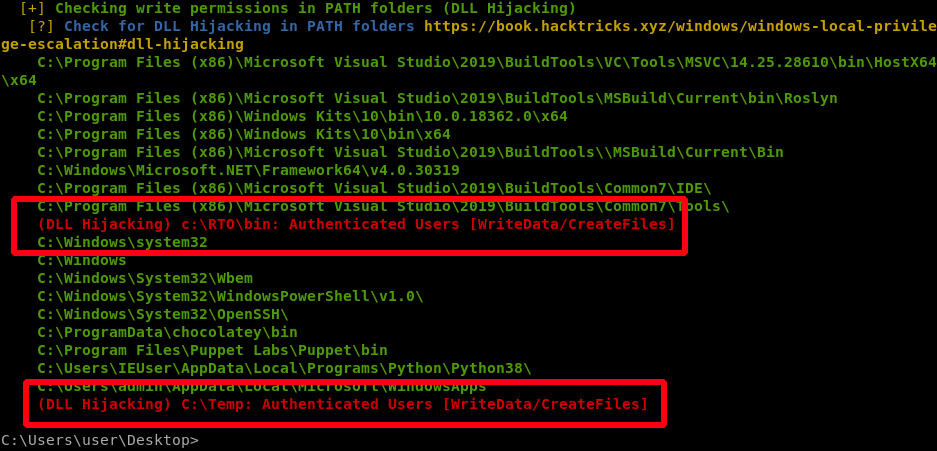 [+] Checking write permissions in PATH folders (DLL Hijacking)
[?] Check for DLL Hijacking in PATH folders https://book.hacktricks.xyz/windows/windows-local-privile
ge-escalation#dll-hijacking
C:\Program Files (x86)\Microsoft Visual Studio\2019\BuildTools\VC\Tools\MSVC\14.25.28610\bin\HostX64
\x64
C:\Program Files (x86)\Microsoft Visual Studio\2019\BuildTools\MSBuild\Current\bin\Roslyn
C:\Program Files (x86)\Windows Kits\10\bin\10.0.18362.0\x64
C:\Program Files (x86)\Windows Kits\10\bin\x64
C:\Program Files (x86)\Microsoft Visual Studio\2019\BuildTools\\MSBuild\Current\Bin
C:\Windows\Microsoft.NET\Framework64\v4.0.30319
C:\Program Files (x86)\Microsoft Visual Studio\2019\BuildTools\Common7\IDE\
C:\Program Files (x86)\Microsoft Visual Studio\2019\BuildTools\Common7\Tools\
(DLL Hijacking) c:\RTO\bin: Authenticated Users [WriteData/CreateFiles]
C:\Windows\system32
C:\Windows
C:\Windows\System32\Wbem
C:\Windows\System32\WindowsPowerShell\v1.0\
C:\Windows\System32\OpenSSH\
C:\ProgramData\chocolatey\bin
C:\Program Files\Puppet Labs\Puppet\bin
C:\Users\IEUser\AppData\Local\Programs\Python\Python38\
C:\Users\admin\AppData\Local\Microsoft\WindowsApps
(DLL Hijacking) C:\Temp: Authenticated Users [WriteData/CreateFiles]
C:\Users\user\Desktop>